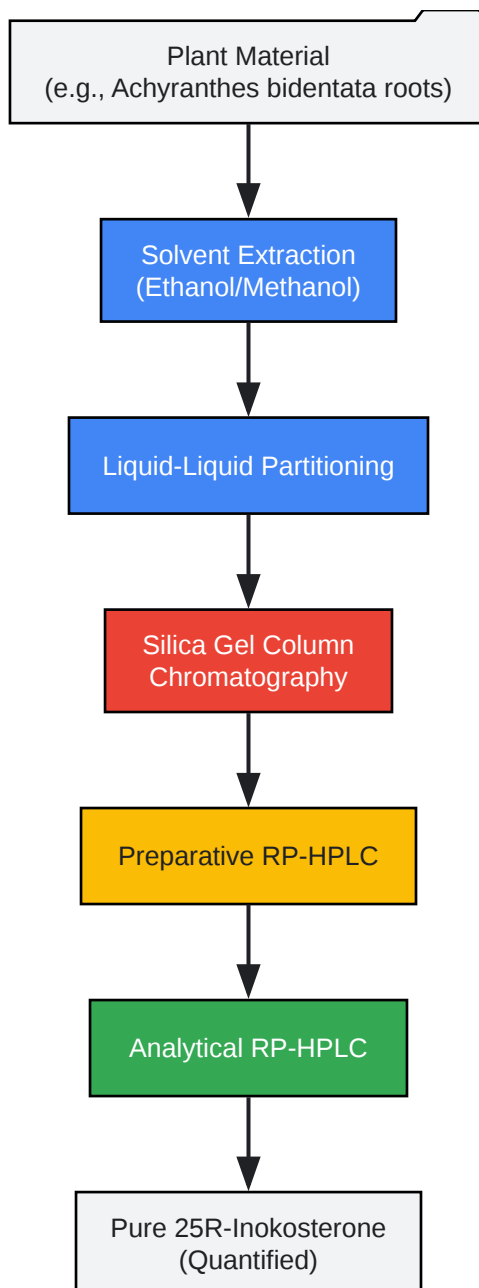 Plant Material
(e.g., Achyranthes bidentata roots)
Solvent Extraction
(Ethanol/Methanol)
Liquid-Liquid Partitioning
Silica Gel Column
Chromatography
Preparative RP-HPLC
Analytical RP-HPLC
Pure 25R-Inokosterone
(Quantified)